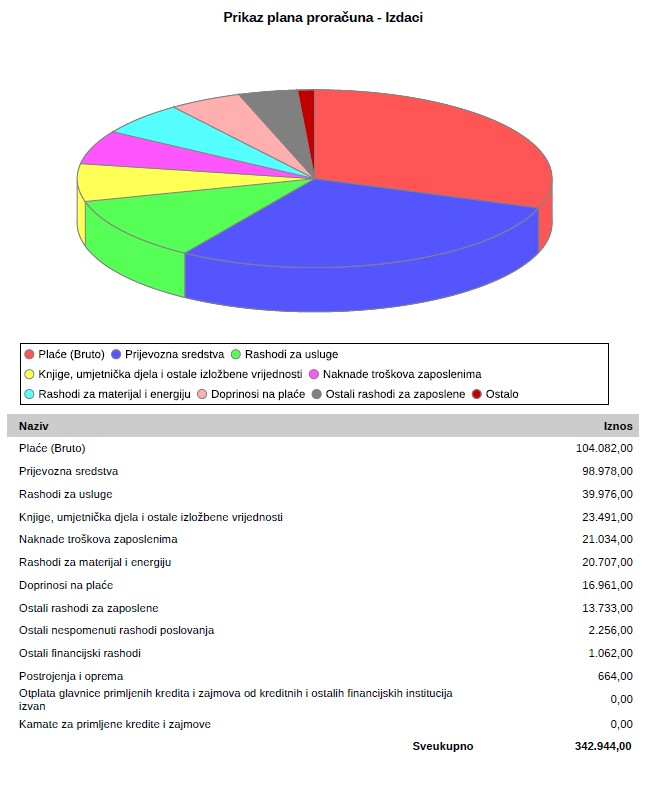 Prikaz plana proračuna - Izdaci
Plaće (Bruto) Prijevozna sredstva Rashodi za usluge
Knjige, umjetnička djela i ostale izložbene vrijednosti Naknade troškova zaposlenima
Rashodi za materijal i energiju Doprinosi na plaće Ostali rashodi za zaposlene Ostalo
Naziv Iznos
Plaće (Bruto) 104.082,00
Prijevozna sredstva 98.978,00
Rashodi za usluge 39.976,00
Knjige, umjetnička djela i ostale izložbene vrijednosti 23.491,00
Naknade troškova zaposlenima 21.034,00
Rashodi za materijal i energiju 20.707,00
Doprinosi na plaće 16.961,00
Ostali rashodi za zaposlene 13.733,00
Ostali nespomenuti rashodi poslovanja 2.256,00
Ostali financijski rashodi 1.062,00
Postrojenja i oprema 664,00
Otplata glavnice primljenih kredita i zajmova od kreditnih i ostalih financijskih institucija
izvan 0,00
Kamate za primljene kredite i zajmove 0,00
Sveukupno 342.944,00